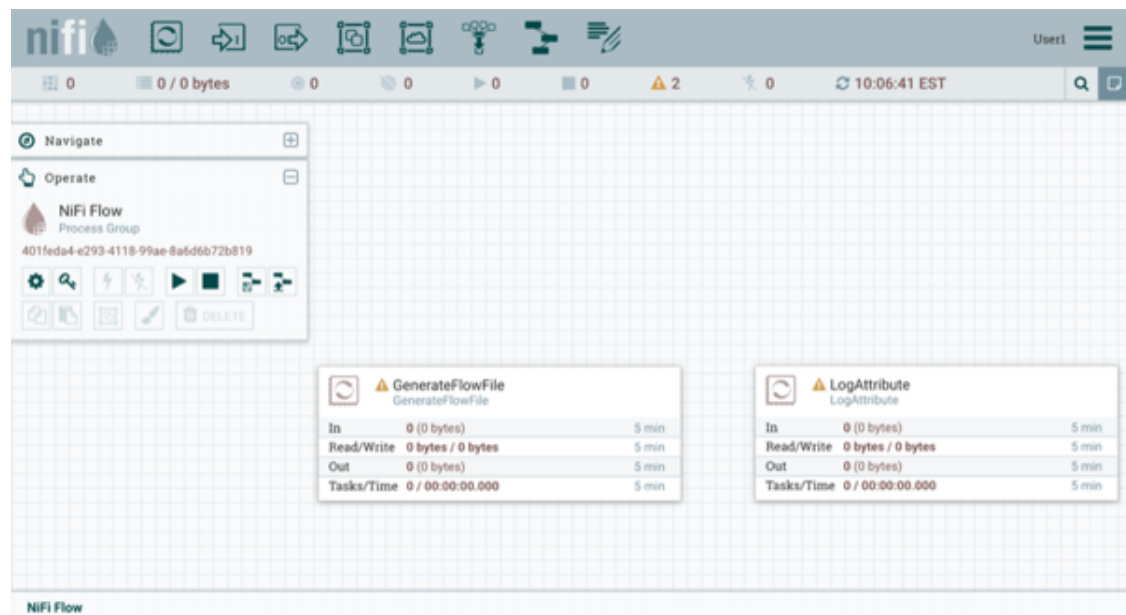 nifi
User1
0 0 / 0 bytes 0 0 0 0 2 0 10:06:41 EST
Navigate
Operate
NiFi Flow
Process Group
401feda4-e293-4118-99ae-8a6d6b72b819
DELETE
GenerateFlowFile
GenerateFlowFile
In 0 (0 bytes) 5 min
Read/Write 0 bytes / 0 bytes 5 min
Out 0 (0 bytes) 5 min
Tasks/Time 0 / 00:00:00.000 5 min
LogAttribute
LogAttribute
In 0 (0 bytes) 5 min
Read/Write 0 bytes / 0 bytes 5 min
Out 0 (0 bytes) 5 min
Tasks/Time 0 / 00:00:00.000 5 min
NiFi Flow